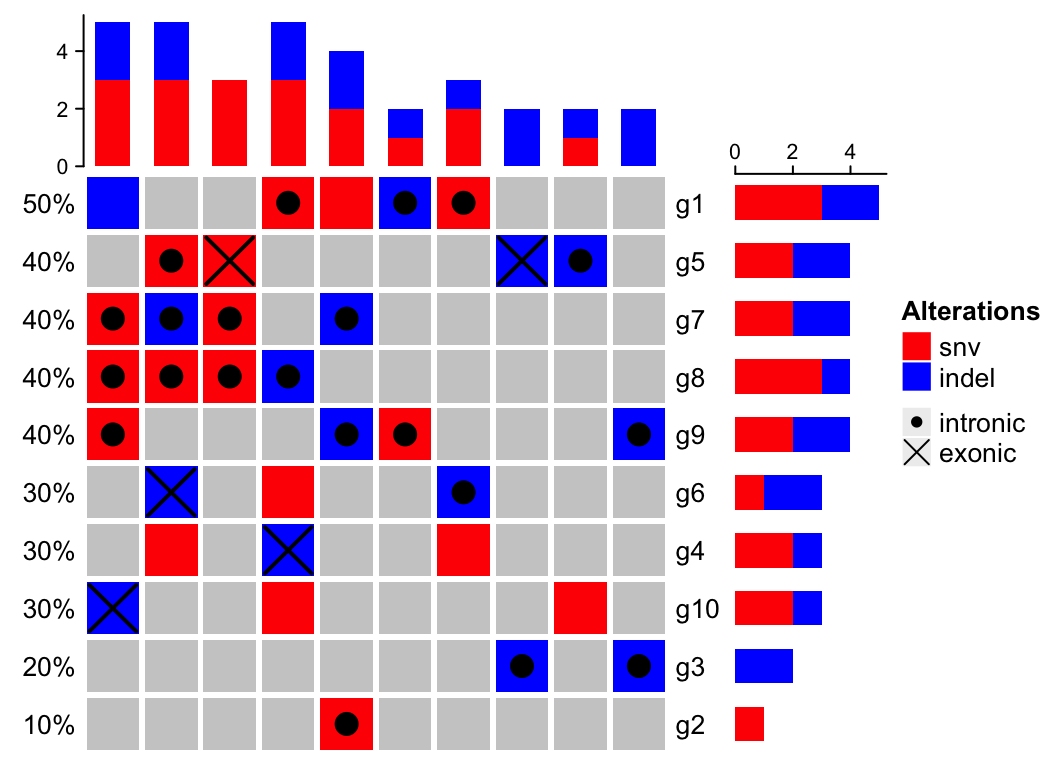 4
2
0
0 2 4
50% g1
40% g5
40% g7
40% g8
40% g9
30% g6
30% g4
30% g10
20% g3
10% g2
Alterations
snv
indel
intronic
exonic